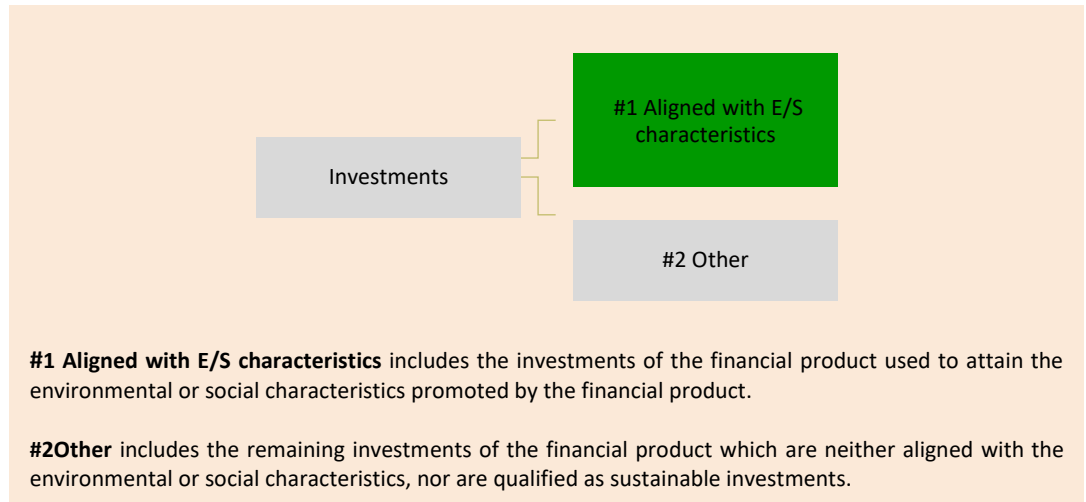 #1 Aligned with E/S
characteristics
Investments
#2 Other
#1 Aligned with E/S characteristics includes the investments of the financial product used to attain the
environmental or social characteristics promoted by the financial product.
#2Other includes the remaining investments of the financial product which are neither aligned with the
environmental or social characteristics, nor are qualified as sustainable investments.